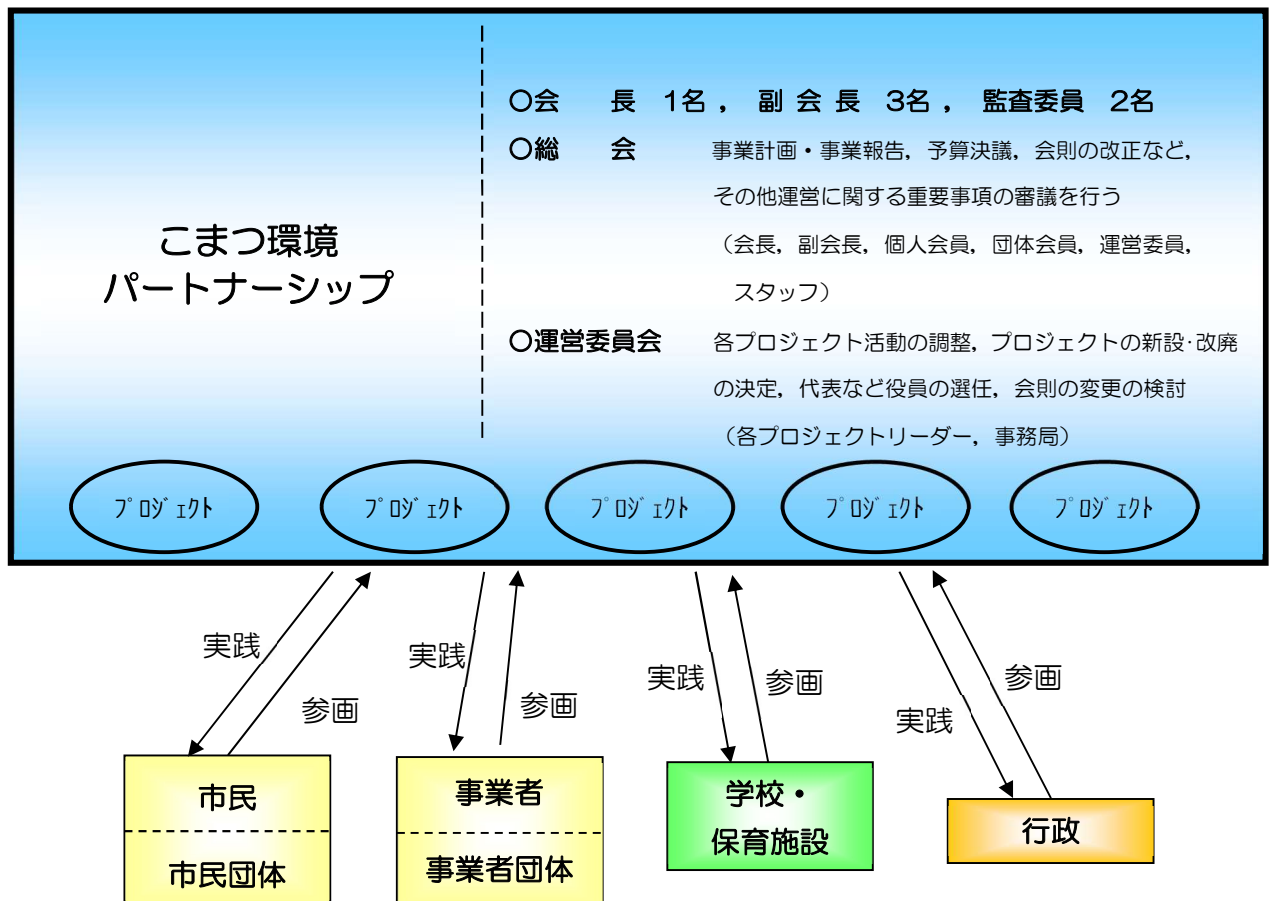 こまつ環境
パートナーシップ
○会　　長　1名，　副 会 長　3名，　監査委員　2名
○総　　会　　事業計画・事業報告，予算決議，会則の改正など，
その他運営に関する重要事項の審議を行う
（会長，副会長，個人会員，団体会員，運営委員，
スタッフ）
○運営委員会　　各プロジェクト活動の調整，プロジェクトの新設･改廃
の決定，代表など役員の選任，会則の変更の検討
（各プロジェクトリーダー，事務局）
ﾌﾟﾛｼﾞｪｸﾄ
ﾌﾟﾛｼﾞｪｸﾄ
ﾌﾟﾛｼﾞｪｸﾄ
ﾌﾟﾛｼﾞｪｸﾄ
ﾌﾟﾛｼﾞｪｸﾄ
実践
参画
実践
参画
実践
参画
実践
参画
市民
市民団体
事業者
事業者団体
学校・
保育施設
行政